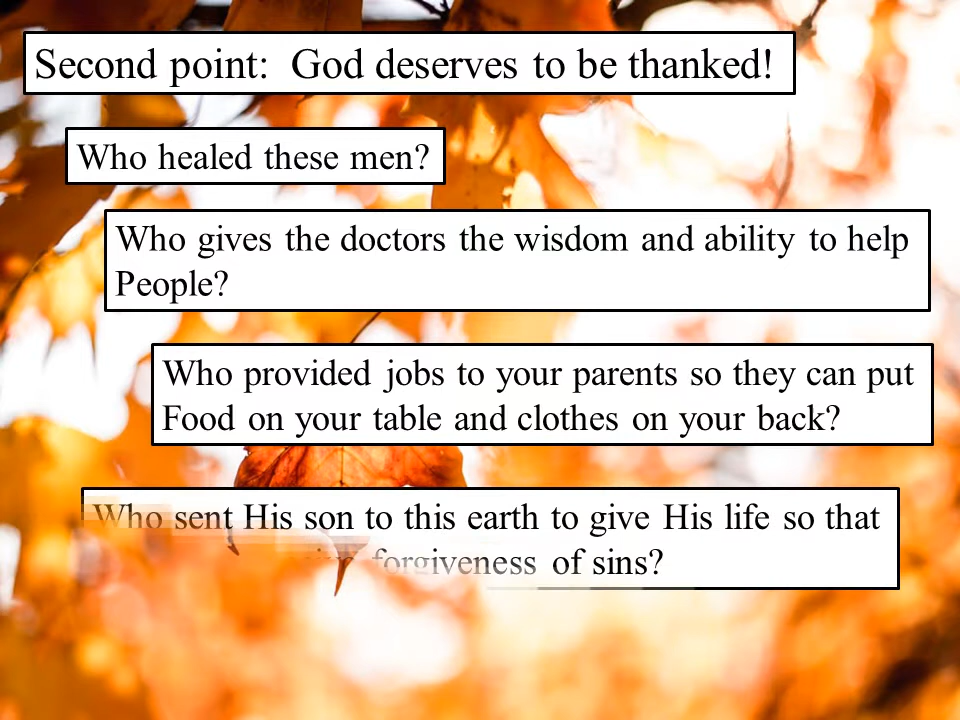 Second point: God deserves to be thanked!
Who healed these men?
Who gives the doctors the wisdom and ability to help
People?
Who provided jobs to your parents so they can put
Food on your table and clothes on your back?
Who sent His son to this earth to give His life so that
forgiveness of sins?